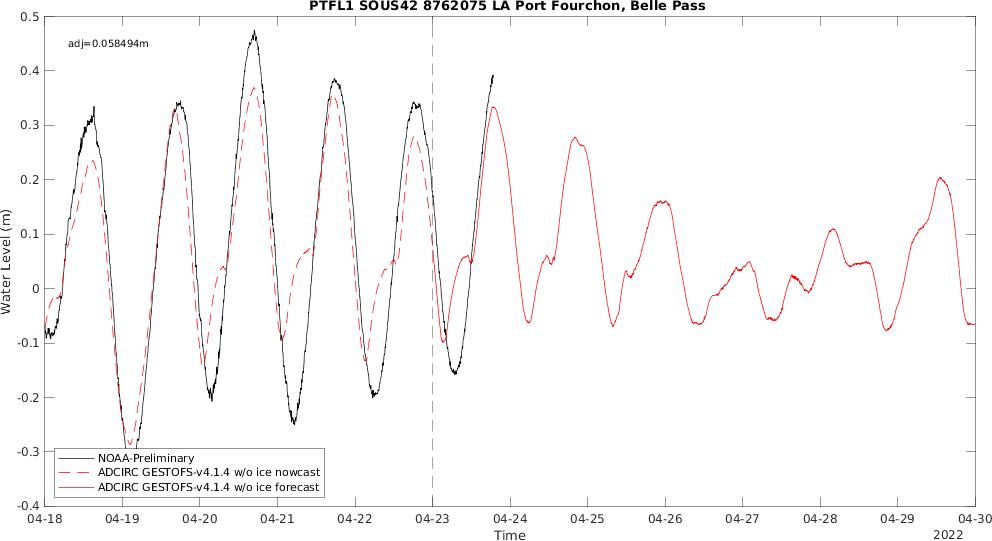 PTFL1 SOUS42 8762075 LA Port Fourchon, Belle Pass
adj=0.058494m
0.5
0.4
0.3
0.2
0.1
0
-0.1
-0.2
-0.3
-0.4
Water Level (m)
NOAA-Preliminary
ADCIRC GESTOFS-v4.1.4 w/o ice nowcast
ADCIRC GESTOFS-v4.1.4 w/o ice forecast
04-18 04-19 04-20 04-21 04-22 04-23 04-24 04-25 04-26 04-27 04-28 04-29 04-30
Time
2022